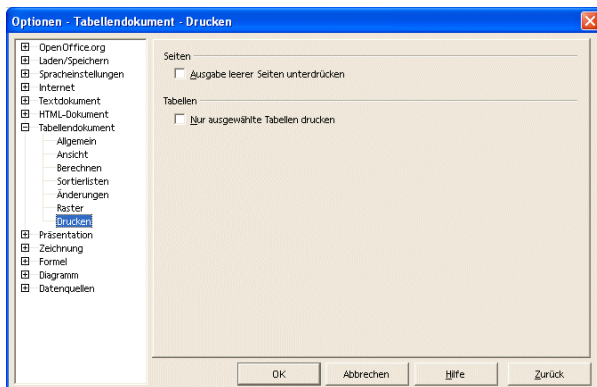 Optionen - Tabellendokument - Drucken
OpenOffice.org
Laden/Speichern
Spracheinstellungen
Internet
Textdokument
HTML-Dokument
Tabellendokument
Allgemein
Ansicht
Berechnen
Sortierlisten
Änderungen
Raster
Drucken
Präsentation
Zeichnung
Formel
Diagramm
Datenquellen
Seiten
Ausgabe leerer Seiten unterdrücken
Tabellen
Nur ausgewählte Tabellen drucken
OK Abbrechen Hilfe Zurück